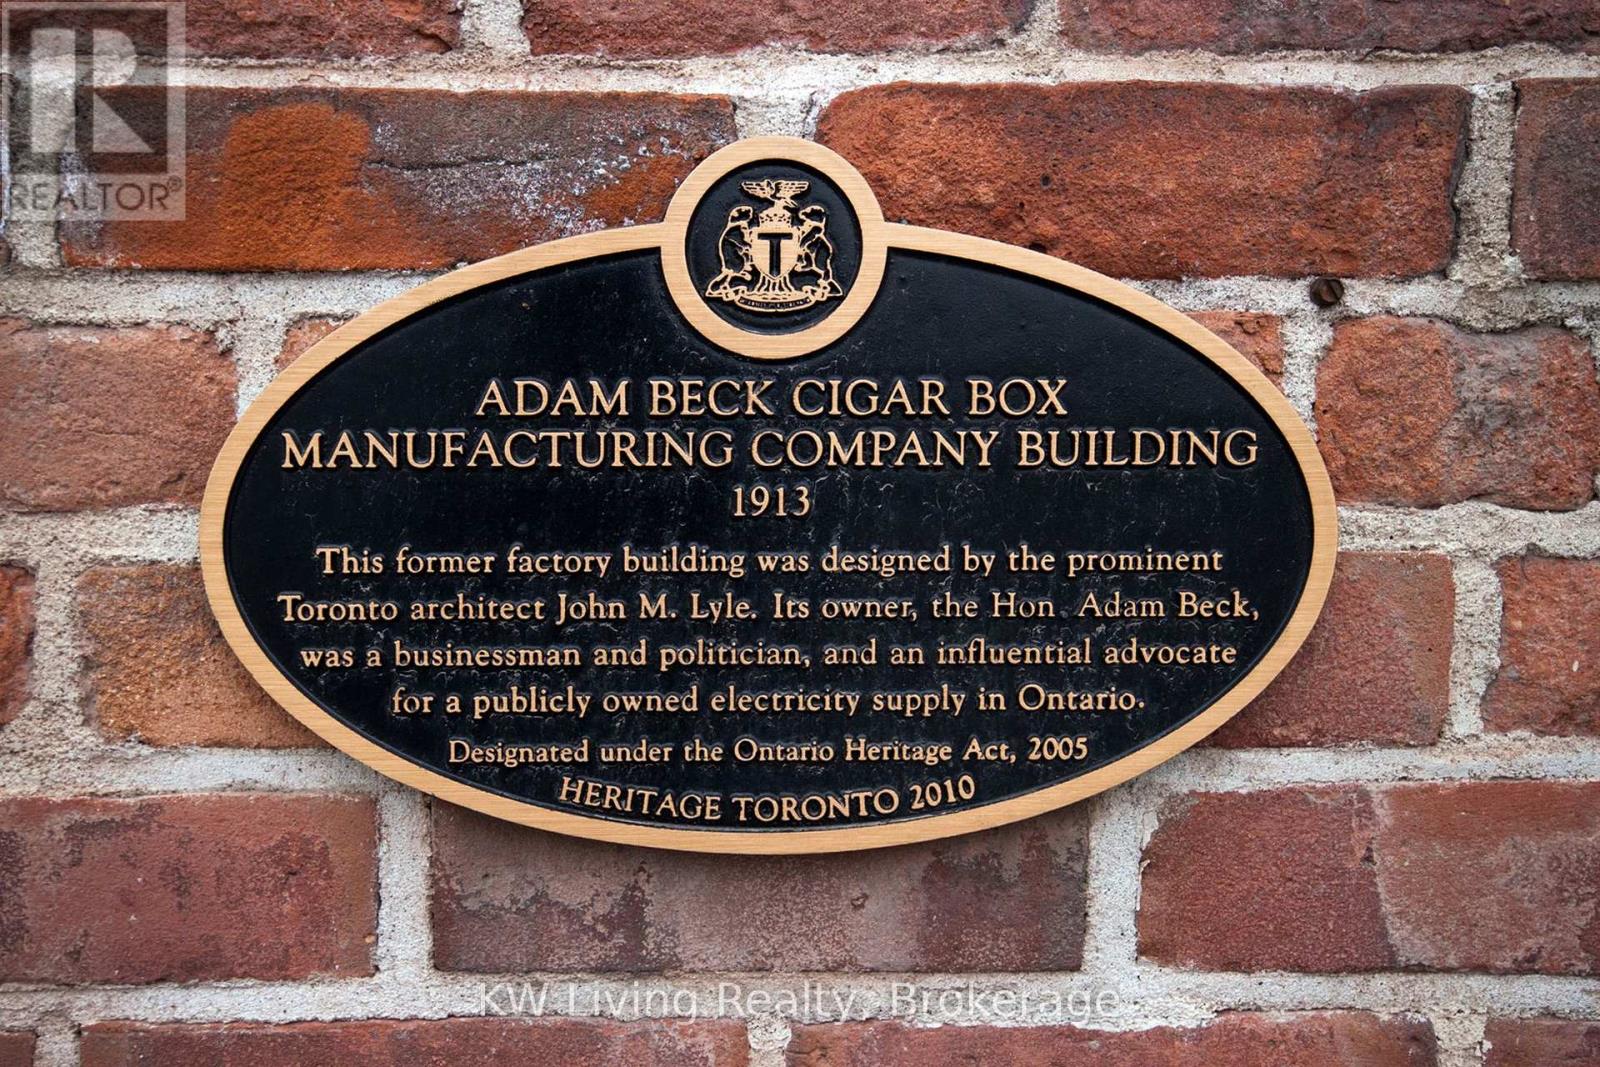 REALTOR®
T
ADAM BECK CIGAR BOX
MANUFACTURING COMPANY BUILDING
1913
This former factory building was designed by the prominent
Toronto architect John M. Lyle. Its owner, the Hon. Adam Beck,
was a businessman and politician, and an influential advocate
for a publicly owned electricity supply in Ontario.
Designated under the Ontario Heritage Act, 2005
HERITAGE TORONTO 2010
KW Living Realty, Brokerage